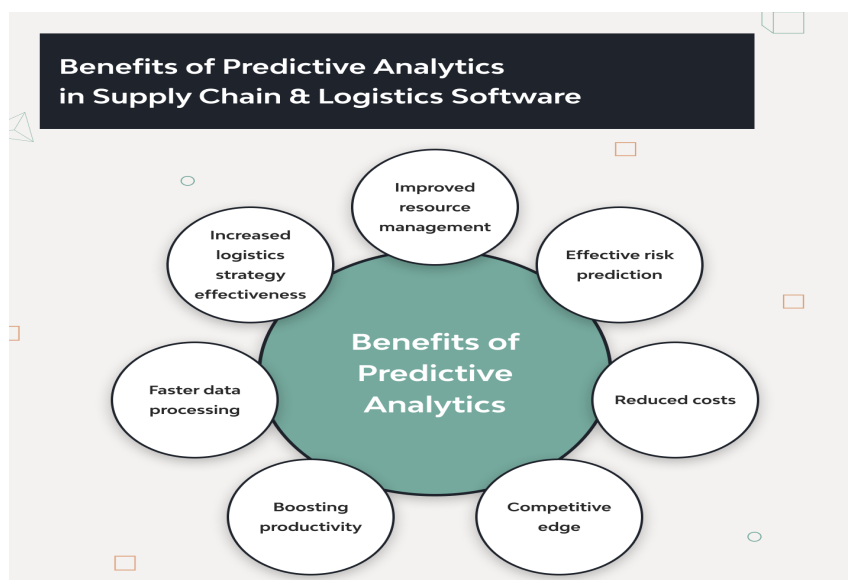 Benefits of Predictive Analytics
in Supply Chain & Logistics Software
Improved
resource
management
Effective risk
prediction
Reduced costs
Competitive
edge
Boosting
productivity
Faster data
processing
Increased
logistics
strategy
effectiveness
Benefits of
Predictive
Analytics